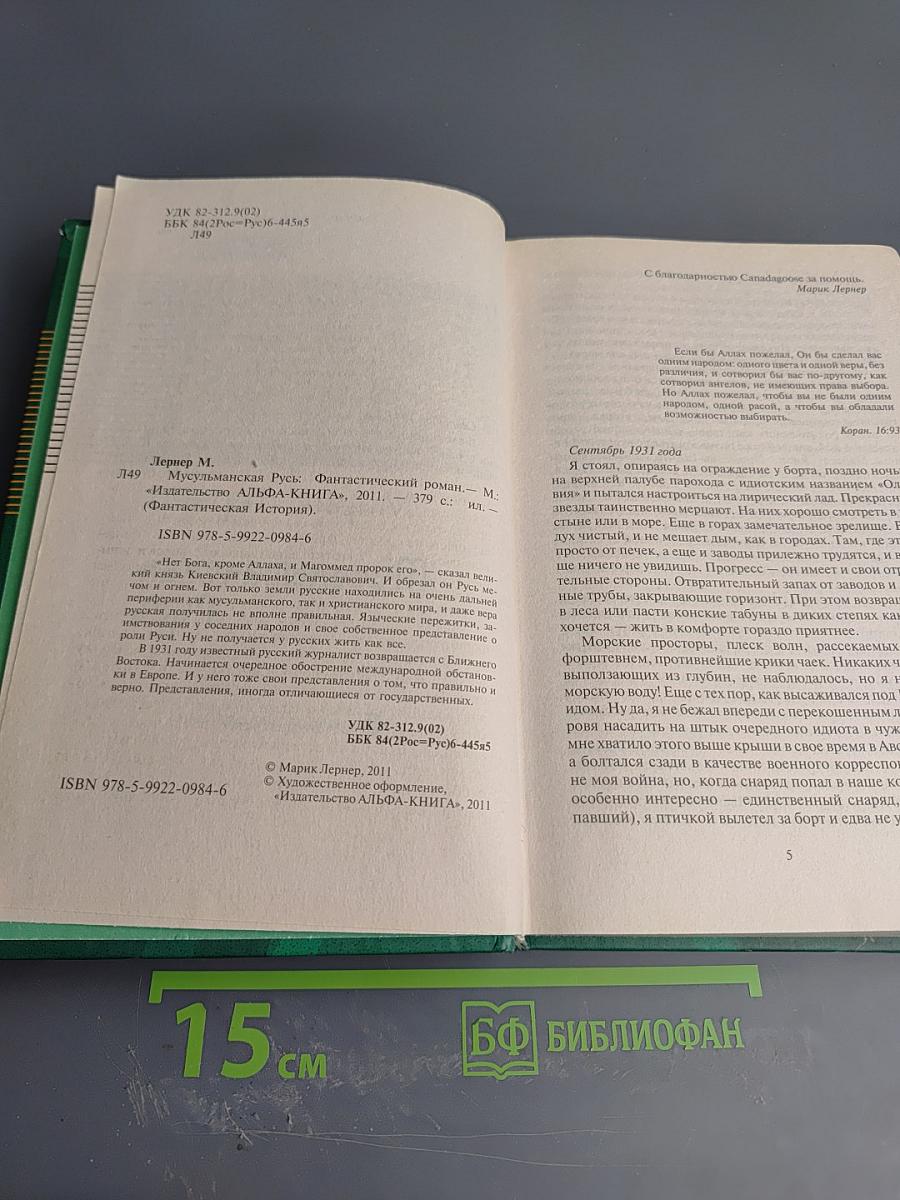 УДК 82-312.9(02)
ББК 84(2Рос=Рус)6-445я5
Л49
Лернер М.
Л49 Мусульманская Русь: Фантастический роман.— М.:
«Издательство АЛЬФА-КНИГА», 2011. — 379 с.: ил. —
(Фантастическая История).
ISBN 978-5-9922-0984-6
«Нет Бога, кроме Аллаха, и Магоммед пророк его», — сказал вели-
кий князь Киевский Владимир Святославович. И обрезал он Русь ме-
чом и огнем. Вот только земли русские находились на очень дальней
периферии как мусульманского, так и христианского мира, и даже вера
русская получилась не вполне правильная. Языческие пережитки, за-
имствования у соседних народов и свое собственное представление о
роли Руси. Ну не получается у русских жить как все.
В 1931 году известный русский журналист возвращается с Ближнего
Востока. Начинается очередное обострение международной обстанов-
ки в Европе. И у него тоже свои представления о том, что правильно и
верно. Представления, иногда отличающиеся от государственных.
УДК 82-312.9(02)
ББК 84(2Рос=Рус)6-445я5
© Марик Лернер, 2011
© Художественное оформление,
«Издательство АЛЬФА-КНИГА», 2011
ISBN 978-5-9922-0984-6
С благодарностью Canadagoose за помощь.
Марик Лернер
Если бы Аллах пожелал, Он бы сделал вас
одним народом: одного цвета и одной веры, без
различия, и сотворил бы вас по-другому, как
сотворил ангелов, не имеющих права выбора.
Но Аллах пожелал, чтобы вы не были одним
народом, одной расой, а чтобы вы обладали
возможностью выбирать.
Коран. 16:93
Сентябрь 1931 года
Я стоял, опираясь на ограждение у борта, поздно ночь
на верхней палубе парохода с идиотским названием «Ол
вия» и пытался настроиться на лирический лад. Прекрасн
звезды таинственно мерцают. На них хорошо смотреть в
стыне или в море. Еще в горах замечательное зрелище. В
дух чистый, и не мешает дым, как в городах. Там, где эт
просто от печек, а еще и заводы прилежно трудятся, и в
ше ничего не увидишь. Прогресс — он имеет и свои отр
тельные стороны. Отвратительный запах от заводов и
ные трубы, закрывающие горизонт. При этом возвращ
в леса или пасти конские табуны в диких степях как
хочется — жить в комфорте гораздо приятнее.
Морские просторы, плеск волн, рассекаемых
форштевнем, противнейшие крики чаек. Никаких ч
выползающих из глубин, не наблюдалось, но я н
морскую воду! Еще с тех пор, как высаживался под
идом. Ну да, я не бежал впереди с перекошенным л
ровя насадить на штык очередного идиота в чуж
мне хватило этого выше крыши в свое время в Авс
а болтался сзади в качестве военного корреспон
не моя война, но, когда снаряд попал в наше ко
особенно интересно — единственный снаряд,
павший), я птичкой вылетел за борт и едва не у
5
15 см
БФ БИБЛИОФАН